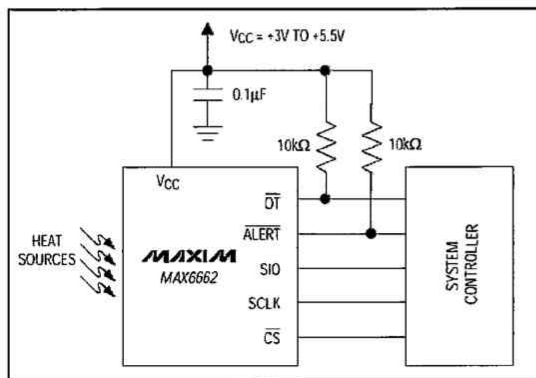 VCC = +3V TO +5.5V
0.1µF
10kΩ
10kΩ
VCC
OT
ALERT
HEAT
SOURCES
MAXIM
MAX6662
SIO
SCLK
CS
SYSTEM
CONTROLLER